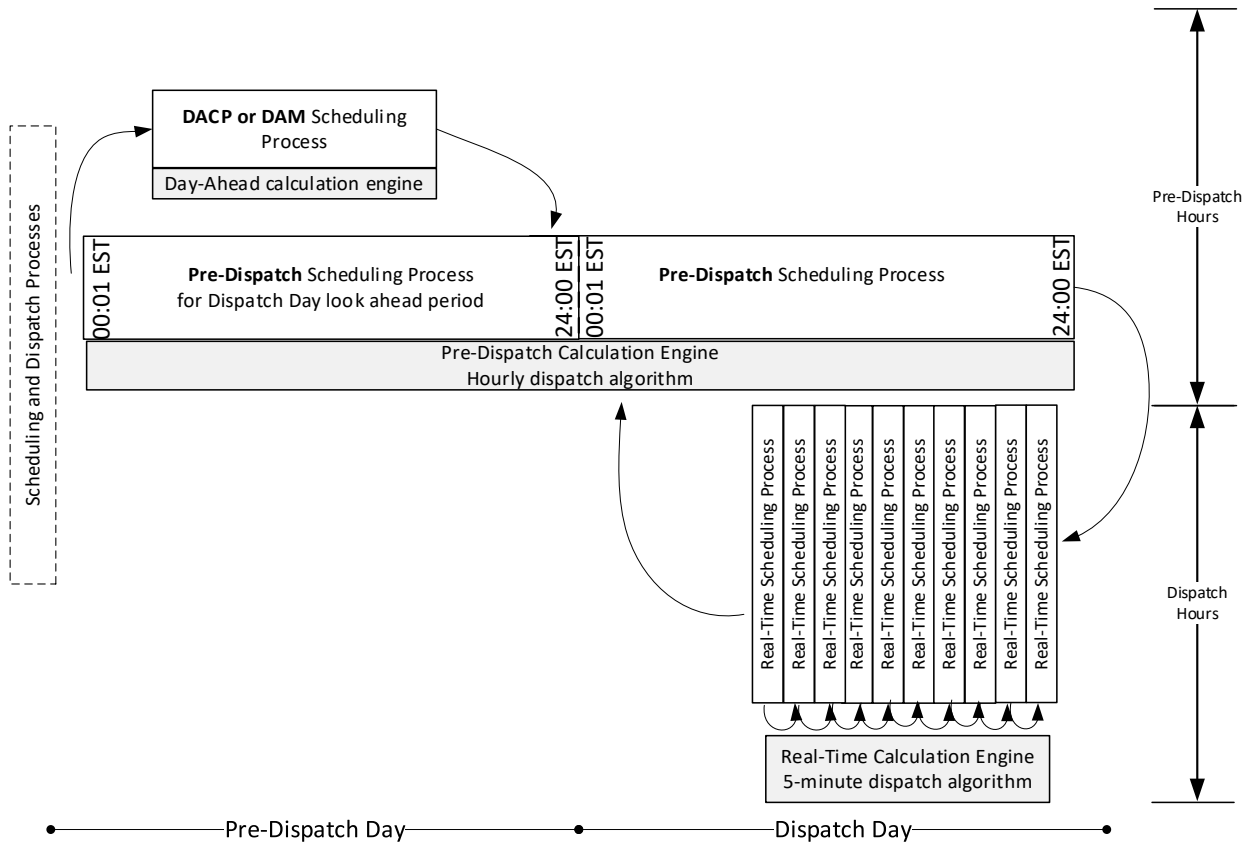 Scheduling and Dispatch Processes
DACP or DAM Scheduling
Process
Day-Ahead calculation engine
00:01 EST
Pre-Dispatch Scheduling Process
for Dispatch Day look ahead period
24:00 EST
00:01 EST
Pre-Dispatch Scheduling Process
24:00 EST
Pre-Dispatch Calculation Engine
Hourly dispatch algorithm
Pre-Dispatch
Hours
Real-Time Scheduling Process
Real-Time Scheduling Process
Real-Time Scheduling Process
Real-Time Scheduling Process
Real-Time Scheduling Process
Real-Time Scheduling Process
Real-Time Scheduling Process
Real-Time Scheduling Process
Real-Time Scheduling Process
Real-Time Scheduling Process
Dispatch
Hours
Real-Time Calculation Engine
5-minute dispatch algorithm
Pre-Dispatch Day
Dispatch Day